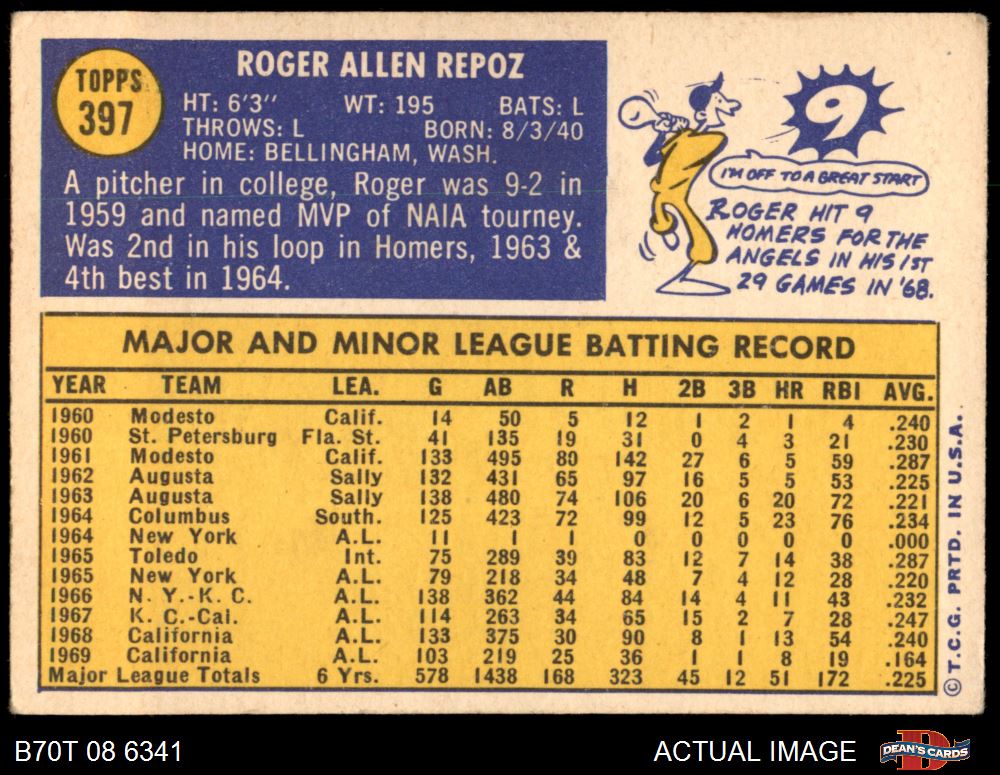 TOPPS
397
ROGER ALLEN REPOZ
HT: 6'3" WT: 195 BATS: L
THROWS: L BORN: 8/3/40
HOME: BELLINGHAM, WASH.
A pitcher in college, Roger was 9-2 in
1959 and named MVP of NAIA tourney.
Was 2nd in his loop in Homers, 1963 &
4th best in 1964.
9
I'M OFF TO A GREAT START
ROGER HIT 9
HOMERS FOR THE
ANGELS IN HIS 1ST
29 GAMES IN '68.
MAJOR AND MINOR LEAGUE BATTING RECORD
YEAR TEAM LEA. G AB R H 2B 3B HR RBI AVG.
1960 Modesto Calif. 14 50 5 12 1 2 1 4 .240
1960 St. Petersburg Fla. St. 41 135 19 31 0 4 3 21 .230
1961 Modesto Calif. 133 495 80 142 27 6 5 59 .287
1962 Augusta Sally 132 431 65 97 16 5 5 53 .225
1963 Augusta Sally 138 480 74 106 20 6 20 72 .221
1964 Columbus South. 125 423 72 99 12 5 23 76 .234
1964 New York A.L. 11 1 1 0 0 0 0 0 .000
1965 Toledo Int. 75 289 39 83 12 7 14 38 .287
1965 New York A.L. 79 218 34 48 7 4 12 28 .220
1966 N. Y.-K. C. A.L. 138 362 44 84 14 4 11 43 .232
1967 K. C.-Cal. A.L. 114 263 34 65 15 2 7 28 .247
1968 California A.L. 133 375 30 90 8 1 13 54 .240
1969 California A.L. 103 219 25 36 1 1 8 19 .164
Major League Totals 6 Yrs. 578 1438 168 323 45 12 51 172 .225
© T.C.G. PRTD. IN U.S.A.
B70T 08 6341
ACTUAL IMAGE
D
DEAN'S CARDS